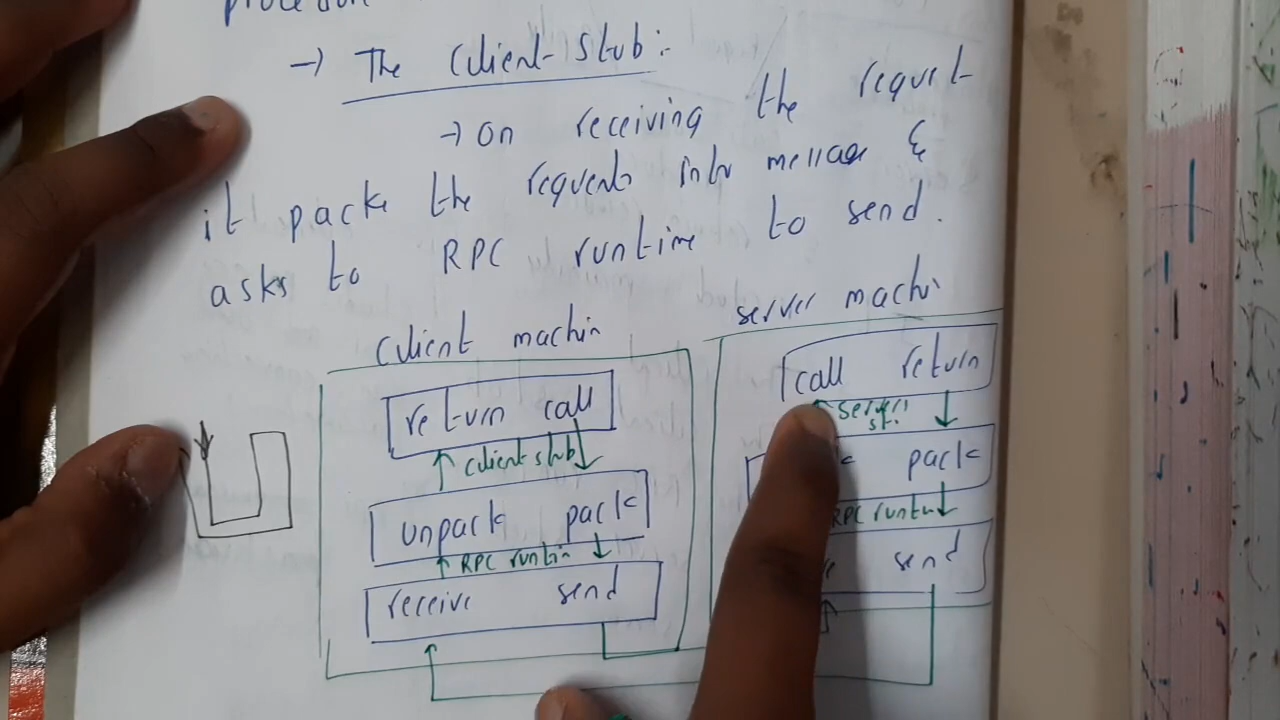 → The Client Stub :-
→ on receiving the request
it packs the requests into message &
asks to RPC runtime to send.
client machin
server machi
return call
call return
client stub
server st.
unpack pack
pack
RPC runtim
RPC runtim
receive send
send